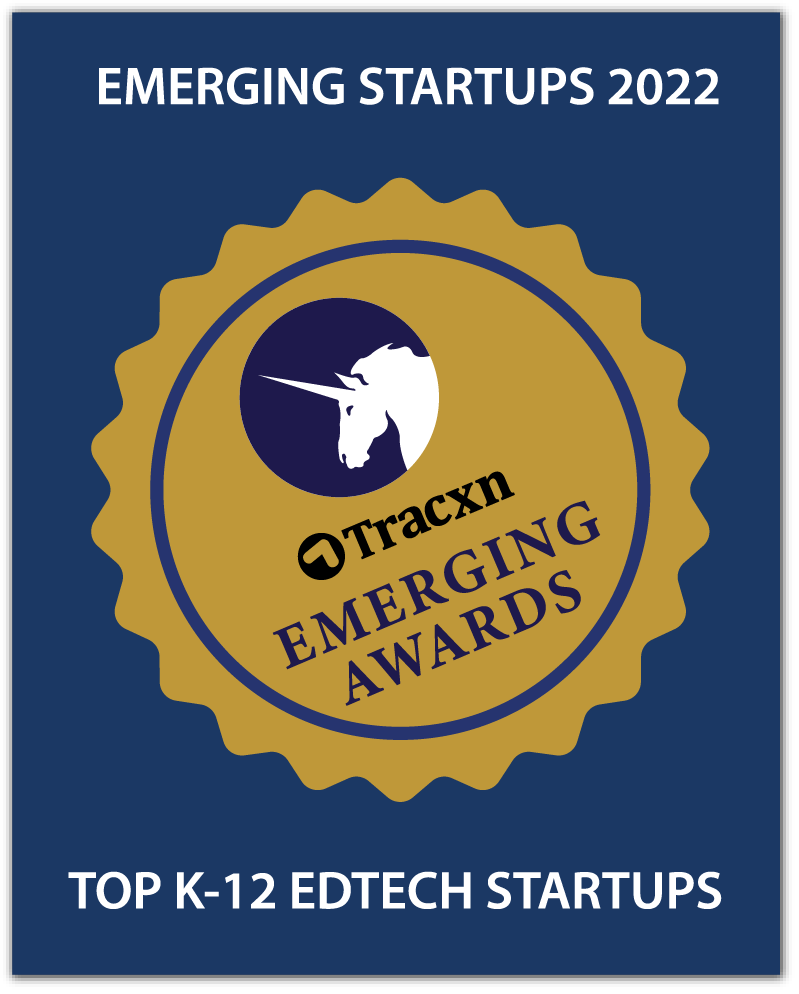 EMERGING STARTUPS 2022
Tracxn
EMERGING
AWARDS
TOP K-12 EDTECH STARTUPS